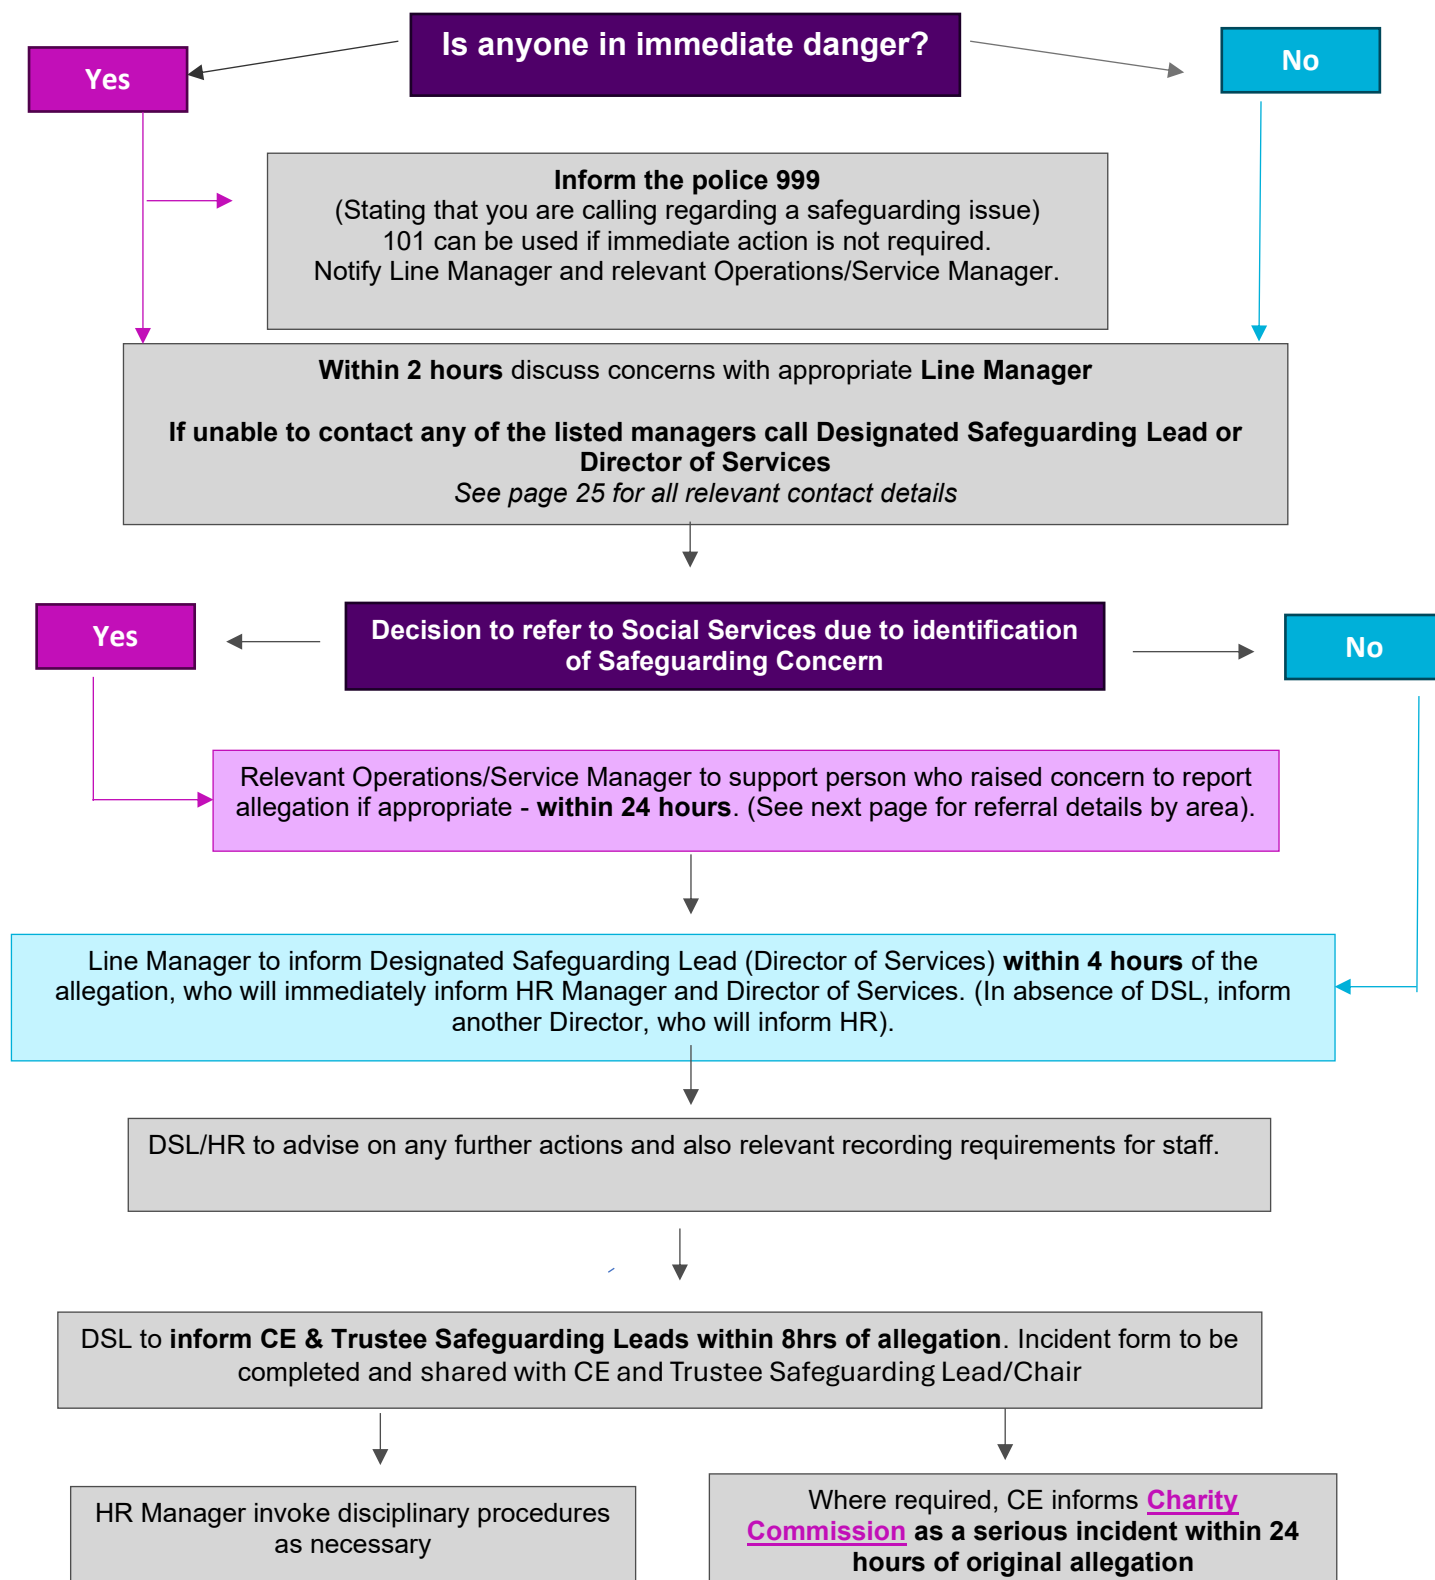 Is anyone in immediate danger?
Yes
No
Inform the police 999
(Stating that you are calling regarding a safeguarding issue)
101 can be used if immediate action is not required.
Notify Line Manager and relevant Operations/Service Manager.
Within 2 hours discuss concerns with appropriate Line Manager
If unable to contact any of the listed managers call Designated Safeguarding Lead or
Director of Services
See page 25 for all relevant contact details
Yes
Decision to refer to Social Services due to identification
of Safeguarding Concern
No
Relevant Operations/Service Manager to support person who raised concern to report
allegation if appropriate - within 24 hours. (See next page for referral details by area).
Line Manager to inform Designated Safeguarding Lead (Director of Services) within 4 hours of the
allegation, who will immediately inform HR Manager and Director of Services. (In absence of DSL, inform
another Director, who will inform HR).
DSL/HR to advise on any further actions and also relevant recording requirements for staff.
DSL to inform CE & Trustee Safeguarding Leads within 8hrs of allegation. Incident form to be
completed and shared with CE and Trustee Safeguarding Lead/Chair
HR Manager invoke disciplinary procedures
as necessary
Where required, CE informs Charity
Commission as a serious incident within 24
hours of original allegation